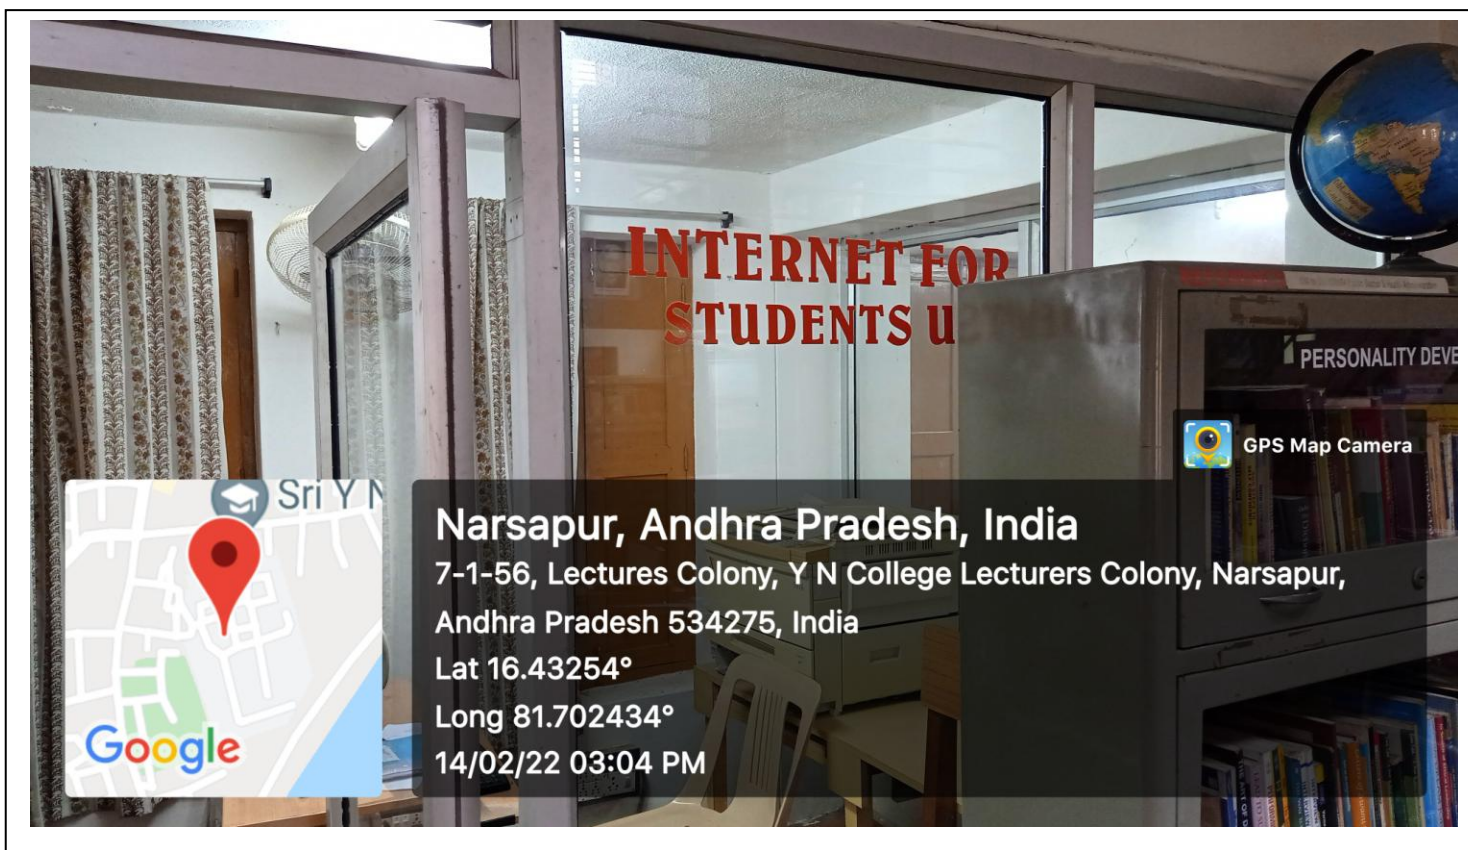 INTERNET FOR
STUDENTS U
PERSONALITY DEVE
GPS Map Camera
Sri Y N
Google
Narsapur, Andhra Pradesh, India
7-1-56, Lectures Colony, Y N College Lecturers Colony, Narsapur,
Andhra Pradesh 534275, India
Lat 16.43254°
Long 81.702434°
14/02/22 03:04 PM